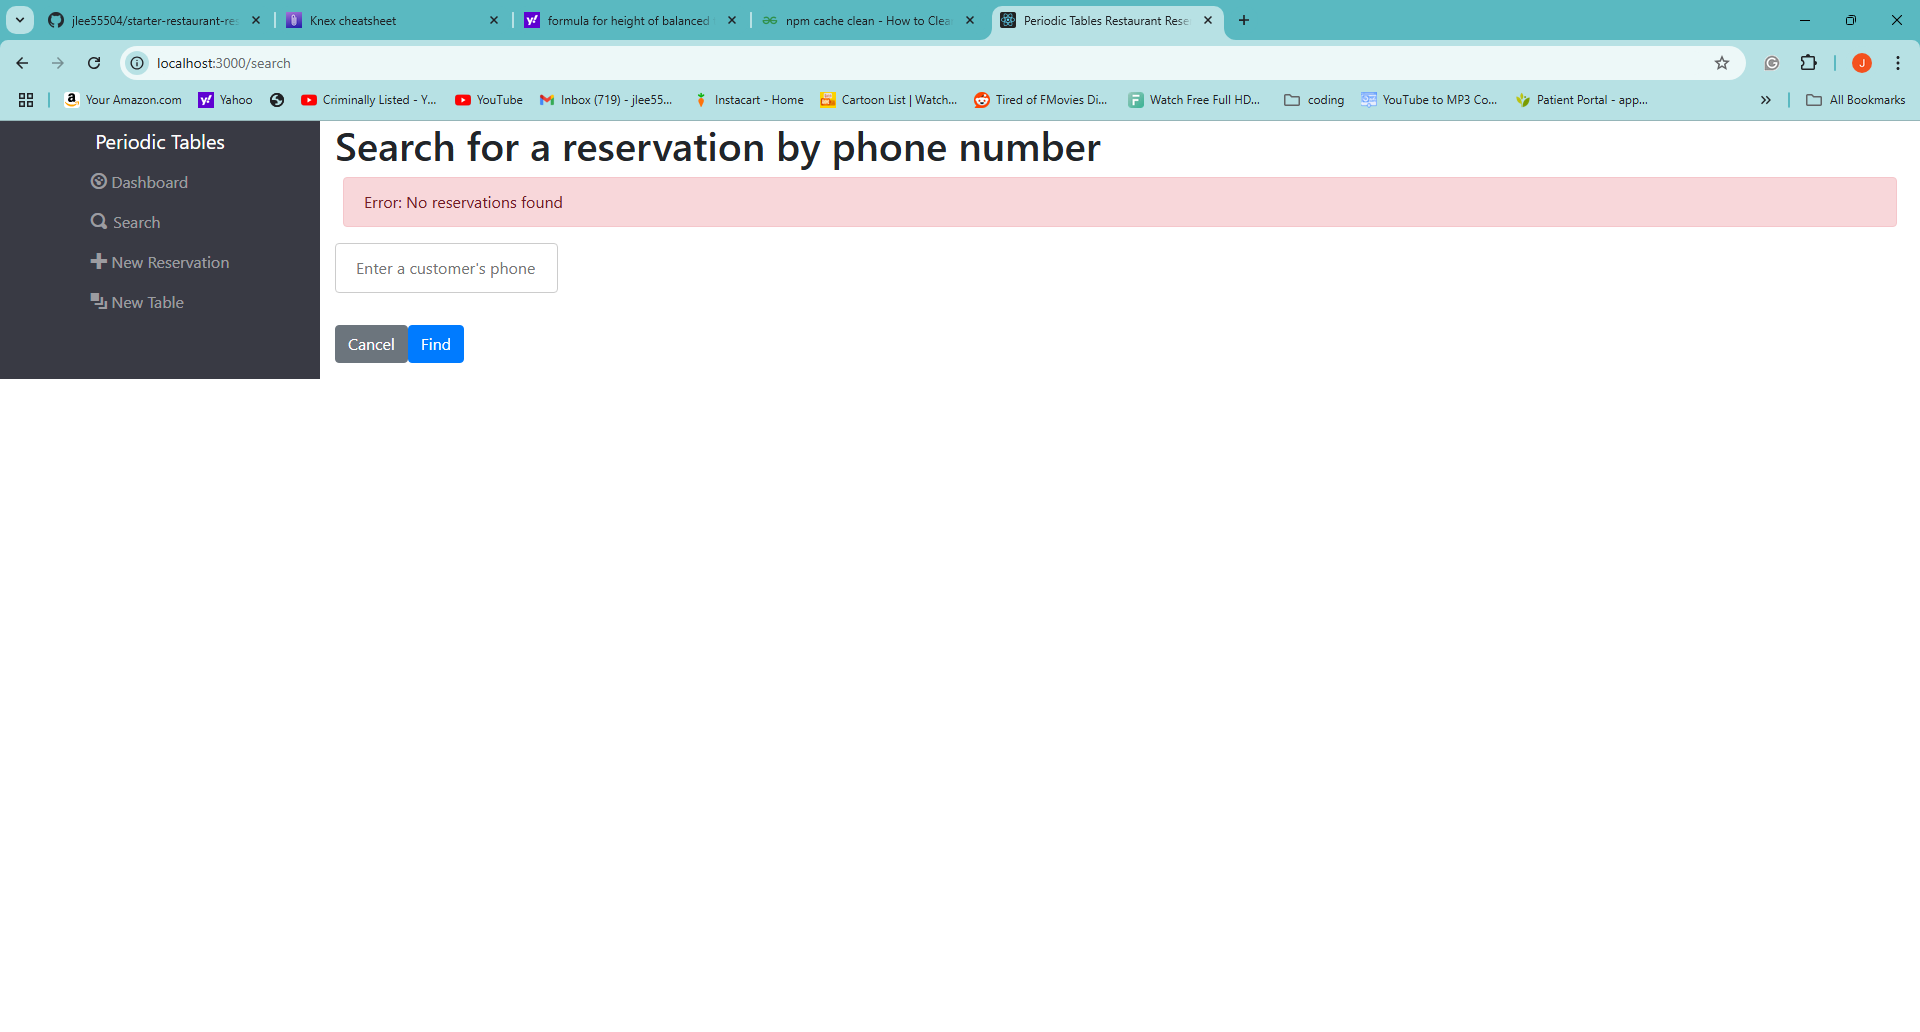 jlee55504/starter-restaurant-res
Knex cheatsheet
formula for height of balanced
npm cache clean - How to Clea
Periodic Tables Restaurant Rese
localhost:3000/search
J
Your Amazon.com
Yahoo
Criminally Listed - Y...
YouTube
Inbox (719) - jlee55...
Instacart - Home
Cartoon List | Watch...
Tired of FMovies Di...
Watch Free Full HD...
coding
YouTube to MP3 Co...
Patient Portal - app...
All Bookmarks
Periodic Tables
Dashboard
Search
New Reservation
New Table
Search for a reservation by phone number
Error: No reservations found
Enter a customer's phone
Cancel
Find